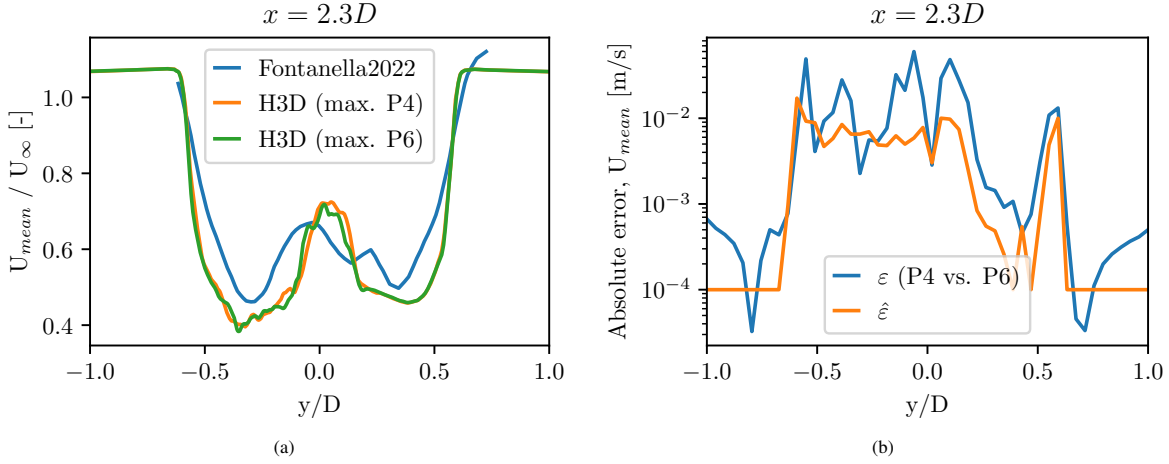 x = 2.3D
Fontanella2022
H3D (max. P4)
H3D (max. P6)
U_mean / U_∞ [-]
1.0
0.8
0.6
0.4
−1.0 −0.5 0.0 0.5 1.0
y/D
(a)
x = 2.3D
Absolute error, U_mean [m/s]
10⁻²
10⁻³
10⁻⁴
ε (P4 vs. P6)
ε̂
−1.0 −0.5 0.0 0.5 1.0
y/D
(b)